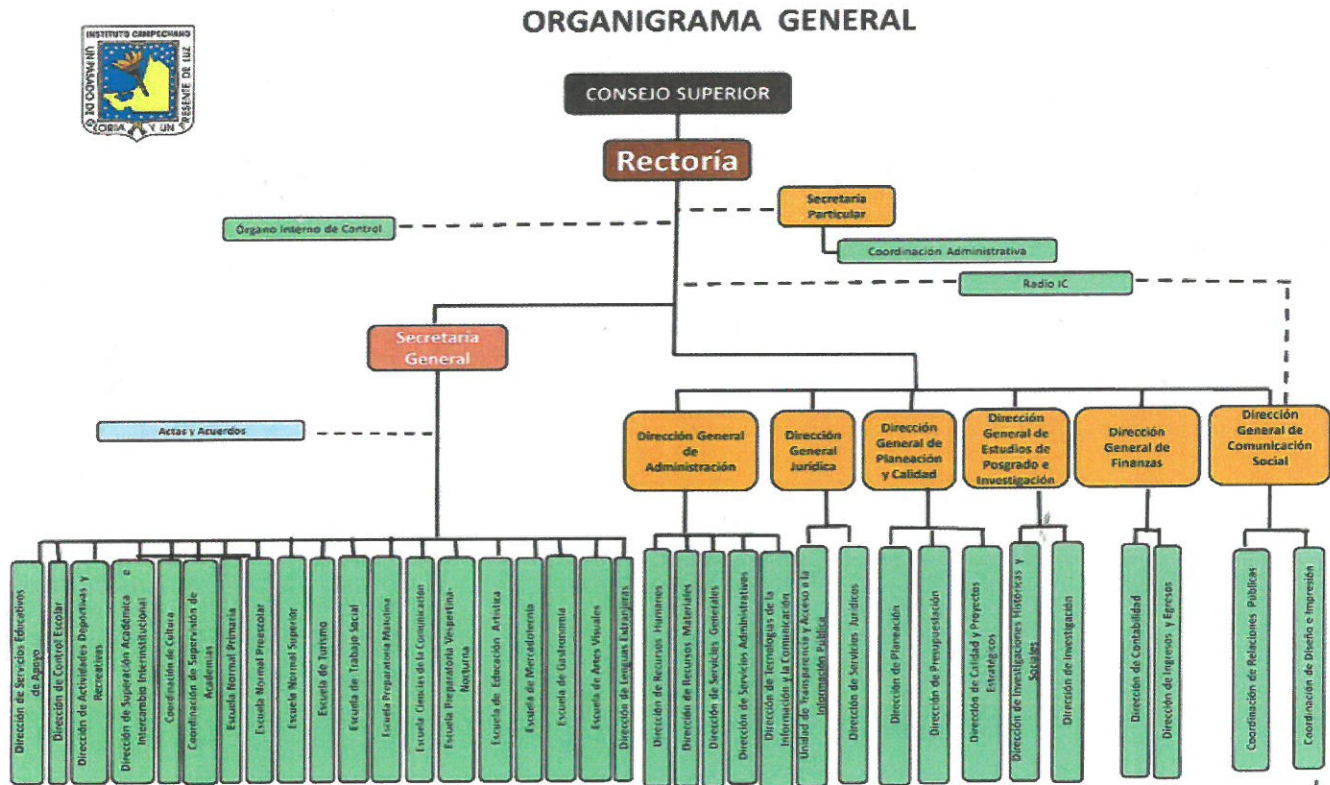 ORGANIGRAMA GENERAL
INSTITUTO CAMPECHANO
UN PASADO DE GLORIA Y UN PRESENTE DE LUZ
CONSEJO SUPERIOR
Rectoría
Secretaría
Particular
Órgano Interno de Control
Coordinación Administrativa
Radio IC
Secretaría
General
Actas y Acuerdos
Dirección General
de
Administración
Dirección
General
Jurídica
Dirección
General de
Planeación
y Calidad
Dirección
General de
Estudios de
Posgrado e
Investigación
Dirección
General de
Finanzas
Dirección
General de
Comunicación
Social
Dirección de Servicios Educativos
de Apoyo
Dirección de Control Escolar
Dirección de Actividades Deportivas y
Recreativas
Dirección de Superación Académica e
Intercambio Interinstitucional
Coordinación de Cultura
Coordinación de Supervisión de
Academias
Escuela Normal Primaria
Escuela Normal Preescolar
Escuela Normal Superior
Escuela de Turismo
Escuela de Trabajo Social
Escuela Preparatoria Matutina
Escuela Ciencias de la Comunicación
Escuela Preparatoria Vespertina-
Nocturna
Escuela de Educación Artística
Escuela de Mercadotecnia
Escuela de Gastronomía
Escuela de Artes Visuales
Dirección de Lenguas Extranjeras
Dirección de Recursos Humanos
Dirección de Recursos Materiales
Dirección de Servicios Generales
Dirección de Servicios Administrativos
Dirección de Tecnologías de la
Información y la Comunicación
Unidad de Transparencia y Acceso a la
Información Pública
Dirección de Servicios Jurídicos
Dirección de Planeación
Dirección de Presupuestación
Dirección de Calidad y Proyectos
Estratégicos
Dirección de Investigaciones Históricas y
Sociales
Dirección de Investigación
Dirección de Contabilidad
Dirección de Ingresos y Egresos
Coordinación de Relaciones Públicas
Coordinación de Diseño e Impresión